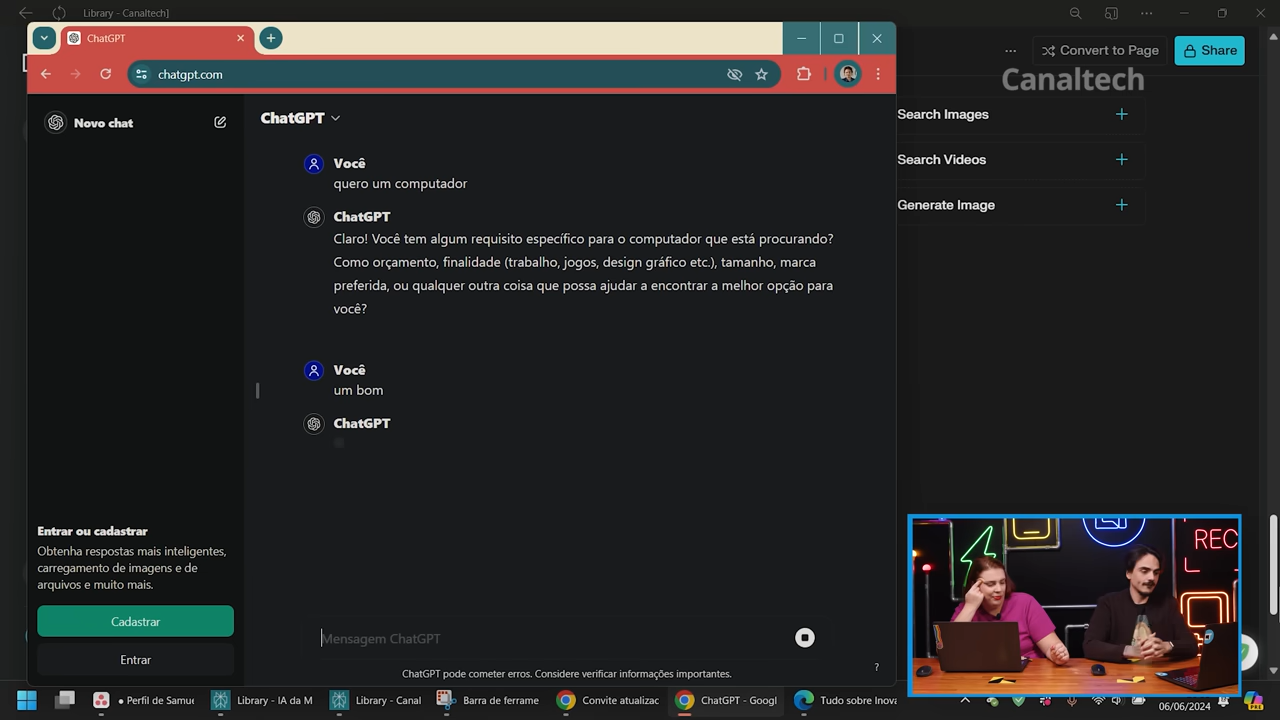 Library - Canaltech]
ChatGPT
chatgpt.com
Convert to Page
Share
Canaltech
Search Images
Search Videos
Generate Image
Novo chat
ChatGPT
Você
quero um computador
ChatGPT
Claro! Você tem algum requisito específico para o computador que está procurando?
Como orçamento, finalidade (trabalho, jogos, design gráfico etc.), tamanho, marca
preferida, ou qualquer outra coisa que possa ajudar a encontrar a melhor opção para
você?
Você
um bom
ChatGPT
Entrar ou cadastrar
Obtenha respostas mais inteligentes,
carregamento de imagens e de
arquivos e muito mais.
Cadastrar
Entrar
Mensagem ChatGPT
ChatGPT pode cometer erros. Considere verificar informações importantes.
?
REC
• Perfil de Samue
Library - IA da M
Library - Canal
Barra de ferrame
Convite atualizac
ChatGPT - Googl
Tudo sobre Inova
06/06/2024
PRE